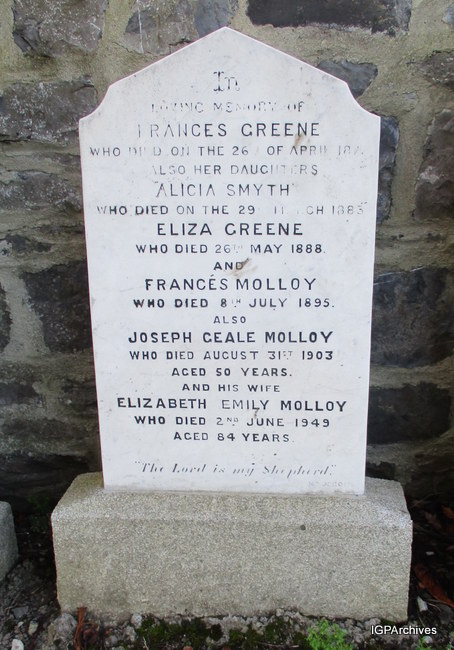 In
LOVING MEMORY OF
FRANCES GREENE
WHO DIED ON THE 26 OF APRIL
ALSO HER DAUGHTERS
ALICIA SMYTH
WHO DIED ON THE 29 MARCH 1883
ELIZA GREENE
WHO DIED 26TH MAY 1888.
AND
FRANCES MOLLOY
WHO DIED 8TH JULY 1895.
ALSO
JOSEPH GEALE MOLLOY
WHO DIED AUGUST 31ST 1903
AGED 50 YEARS.
AND HIS WIFE
ELIZABETH EMILY MOLLOY
WHO DIED 2ND JUNE 1949
AGED 84 YEARS.
"The Lord is my Shepherd".
IGPArchives